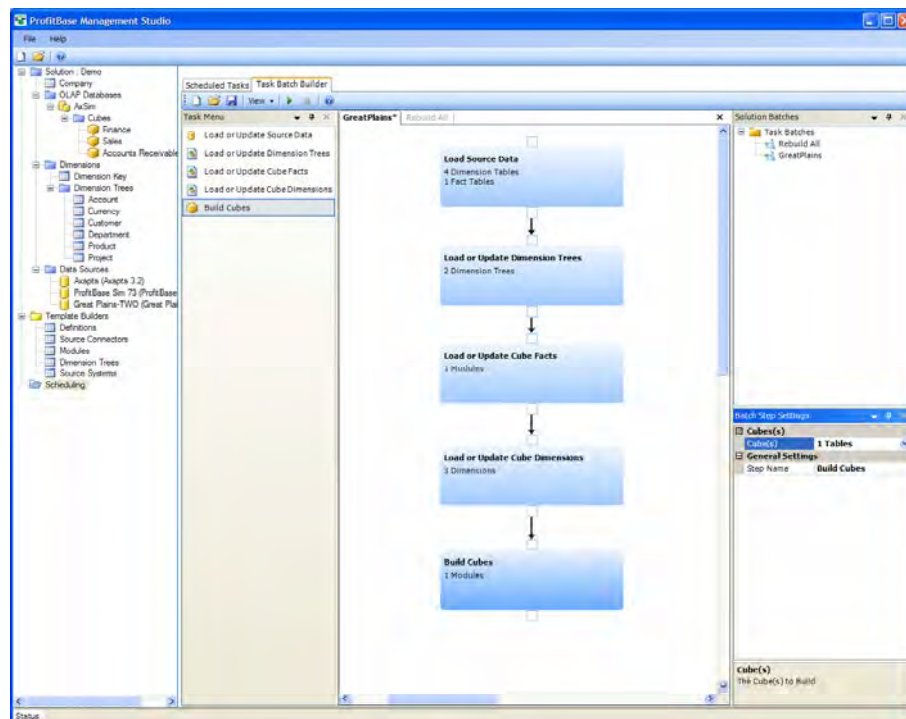 ProfitBase Management Studio
File Help
Solution : Demo
Company
OLAP Databases
AxSim
Cubes
Finance
Sales
Accounts Receivable
Dimensions
Dimension Key
Dimension Trees
Account
Currency
Customer
Department
Product
Project
Data Sources
Axapta (Axapta 3.2)
ProfitBase Sim 73 (ProfitBase
Great Plains-TWO (Great Plai
Template Builders
Definitions
Source Connectors
Modules
Dimension Trees
Source Systems
Scheduling
Scheduled Tasks Task Batch Builder
View
Task Menu
Load or Update Source Data
Load or Update Dimension Trees
Load or Update Cube Facts
Load or Update Cube Dimensions
Build Cubes
GreatPlains* Rebuild All
Load Source Data
4 Dimension Tables
1 Fact Tables
Load or Update Dimension Trees
2 Dimension Trees
Load or Update Cube Facts
1 Modules
Load or Update Cube Dimensions
3 Dimensions
Build Cubes
1 Modules
Solution Batches
Task Batches
Rebuild All
GreatPlains
Batch Step Settings
Cubes(s)
Cube(s) 1 Tables
General Settings
Step Name Build Cubes
Cube(s)
The Cube(s) to Build
Status